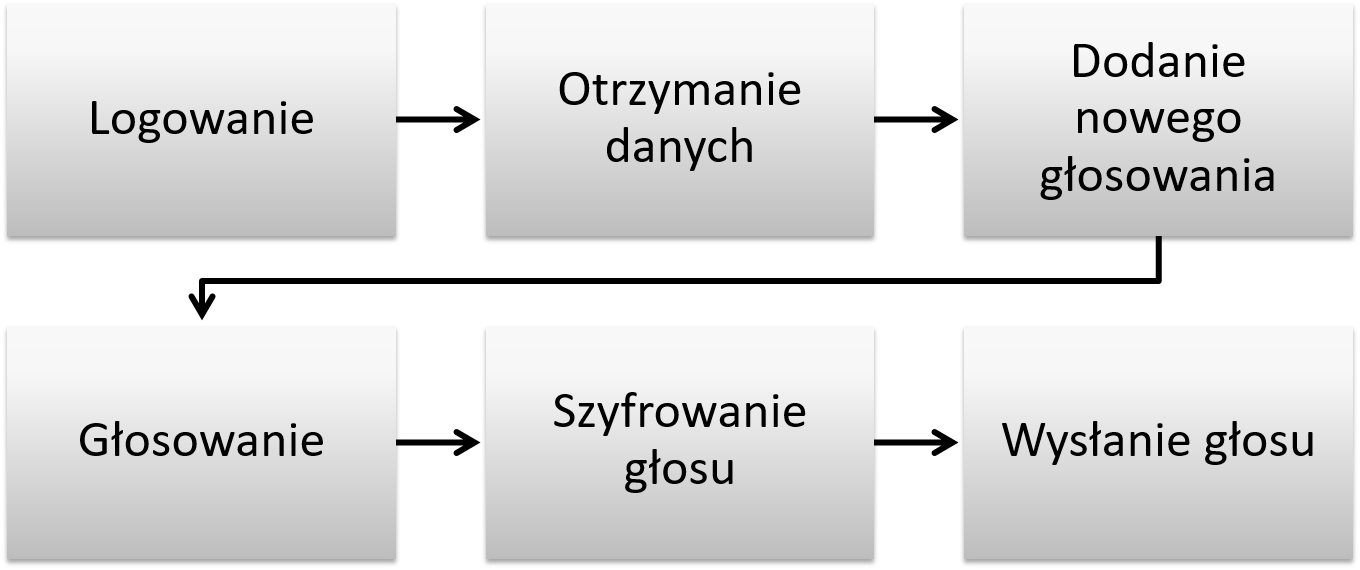 Logowanie
Otrzymanie
danych
Dodanie
nowego
głosowania
Głosowanie
Szyfrowanie
głosu
Wysłanie głosu